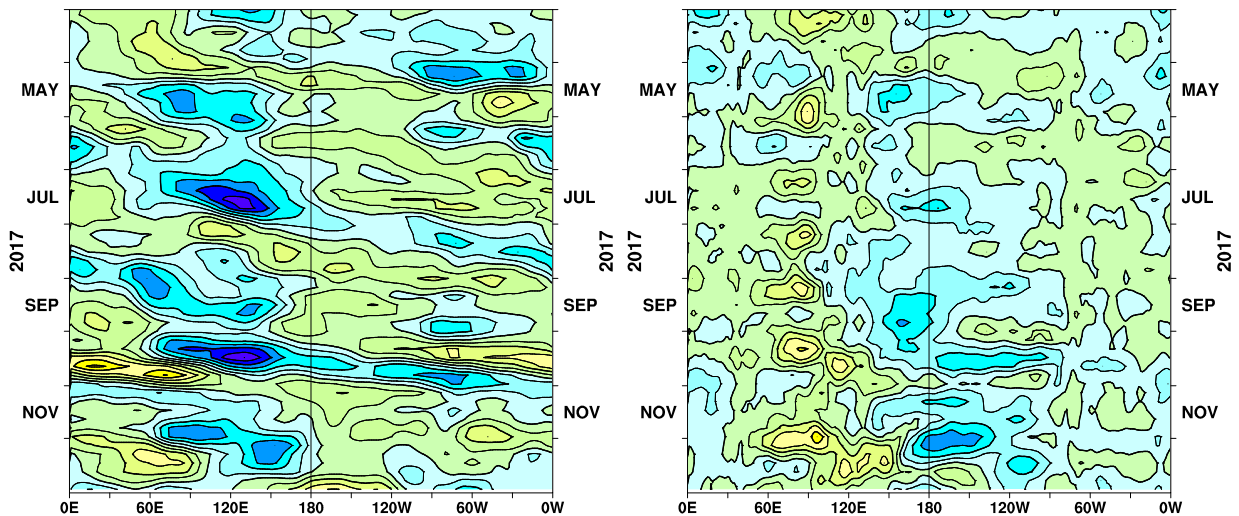 MAY MAY MAY MAY
JUL JUL JUL JUL
2017 2017 2017 2017
SEP SEP SEP SEP
NOV NOV NOV NOV
0E 60E 120E 180 120W 60W 0W 0E 60E 120E 180 120W 60W 0W